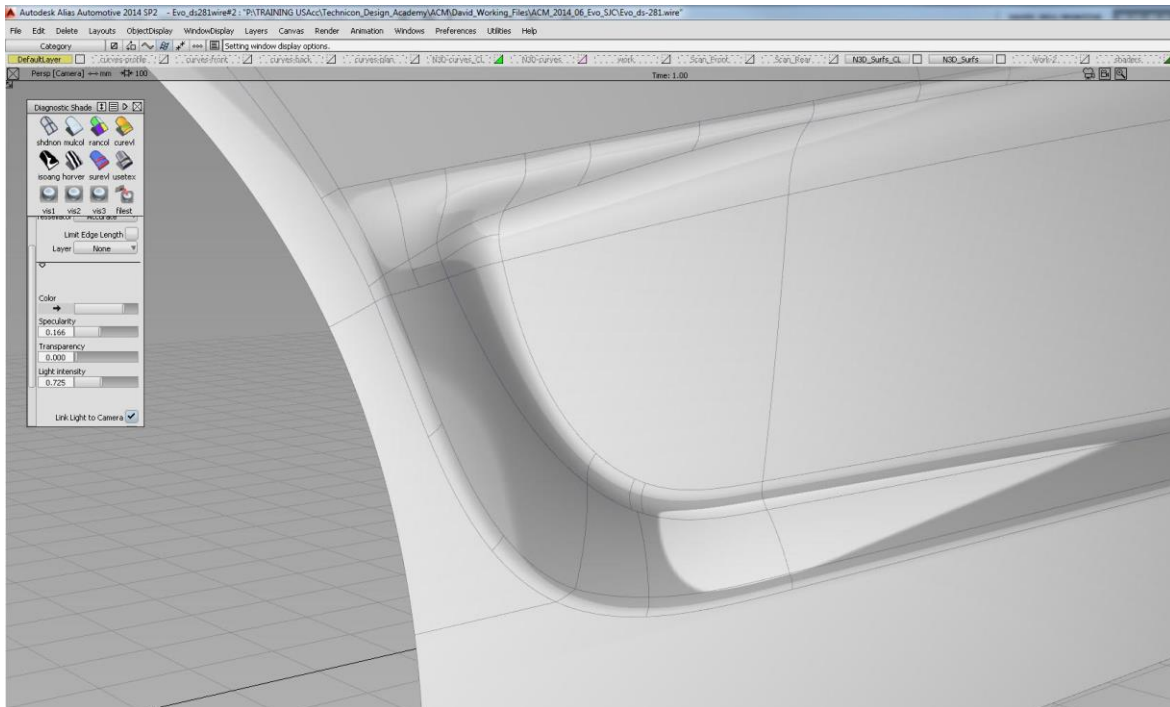 Autodesk Alias Automotive 2014 SP2 - Evo_ds281wire#2 : "P:\TRAINING USAcc\Technicon_Design_Academy\ACM\David_Working_Files\ACM_2014_06_Evo_SJC\Evo_ds-281.wire"
File Edit Delete Layouts ObjectDisplay WindowDisplay Layers Canvas Render Animation Windows Preferences Utilities Help
Category Setting window display options.
DefaultLayer curves-profile curves-front curves-back curves-plan N3D-curves_CL N3D-curves work Scan_Front Scan_Rear N3D_Surfs_CL N3D_Surfs Work-2 shaders
Persp [Camera] mm 100 Time: 1.00
Diagnostic Shade
shdnon mulcol rancol curevl
isoang horver surevl usetex
vis1 vis2 vis3 filest
Tessellator Accurate
Limit Edge Length
Layer None
Color
Specularity
0.166
Transparency
0.000
Light intensity
0.725
Link Light to Camera